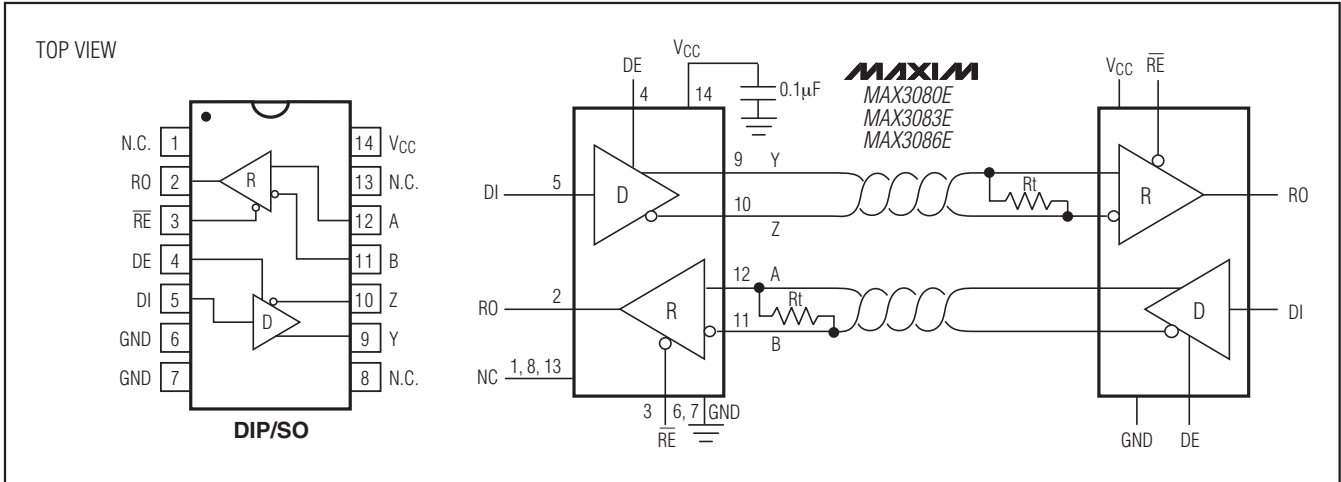 TOP VIEW
N.C. 1
RO 2
R̅E̅ 3
DE 4
DI 5
GND 6
GND 7
14 VCC
13 N.C.
12 A
11 B
10 Z
9 Y
8 N.C.
R
D
DIP/SO
VCC
DE
4
14
0.1µF
MAXIM
MAX3080E
MAX3083E
MAX3086E
DI
5
D
9 Y
10
Z
Rt
RO
2
R
12 A
Rt
11
B
NC 1, 8, 13
3
R̅E̅
6, 7 GND
VCC
R̅E̅
R
RO
D
DI
GND
DE